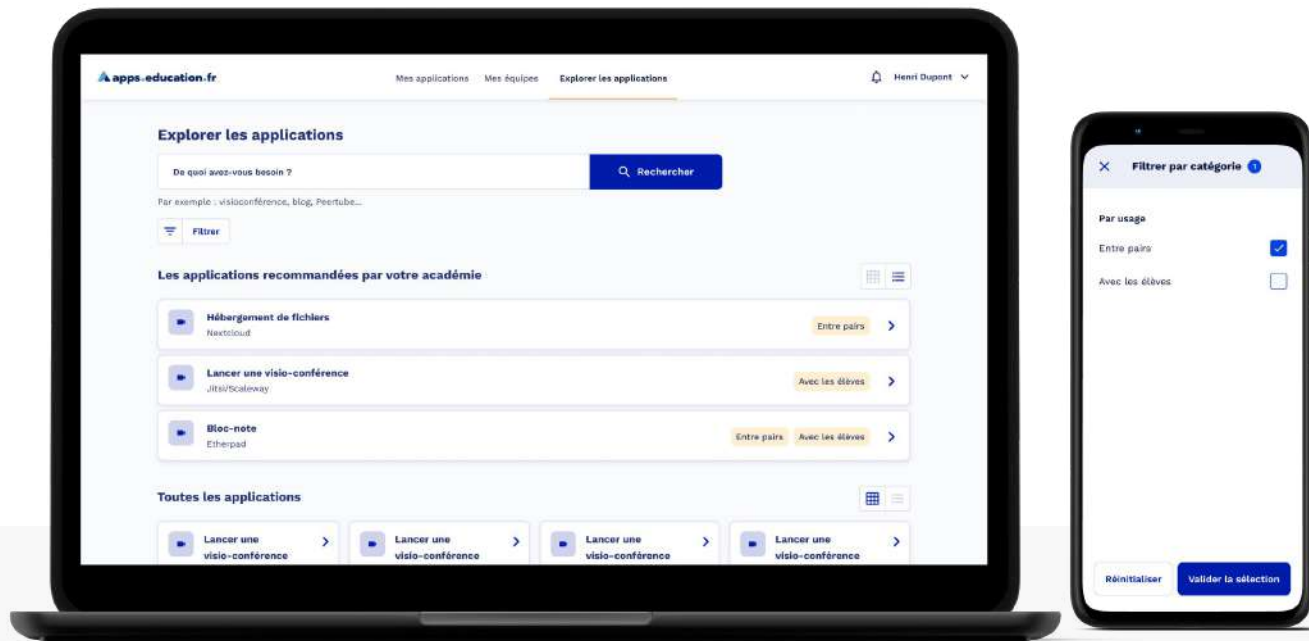 apps.education.fr
Mes applications Mes équipes Explorer les applications
Henri Dupont
Explorer les applications
De quoi avez-vous besoin ?
Rechercher
Par exemple : visioconférence, blog, Peertube...
Filtrer
Les applications recommandées par votre académie
Hébergement de fichiers
Nextcloud
Entre pairs
Lancer une visio-conférence
Jitsi/Scaleway
Avec les élèves
Bloc-note
Etherpad
Entre pairs Avec les élèves
Toutes les applications
Lancer une
visio-conférence
Lancer une
visio-conférence
Lancer une
visio-conférence
Lancer une
visio-conférence
Filtrer par catégorie 1
Par usage
Entre pairs
Avec les élèves
Réinitialiser
Valider la sélection